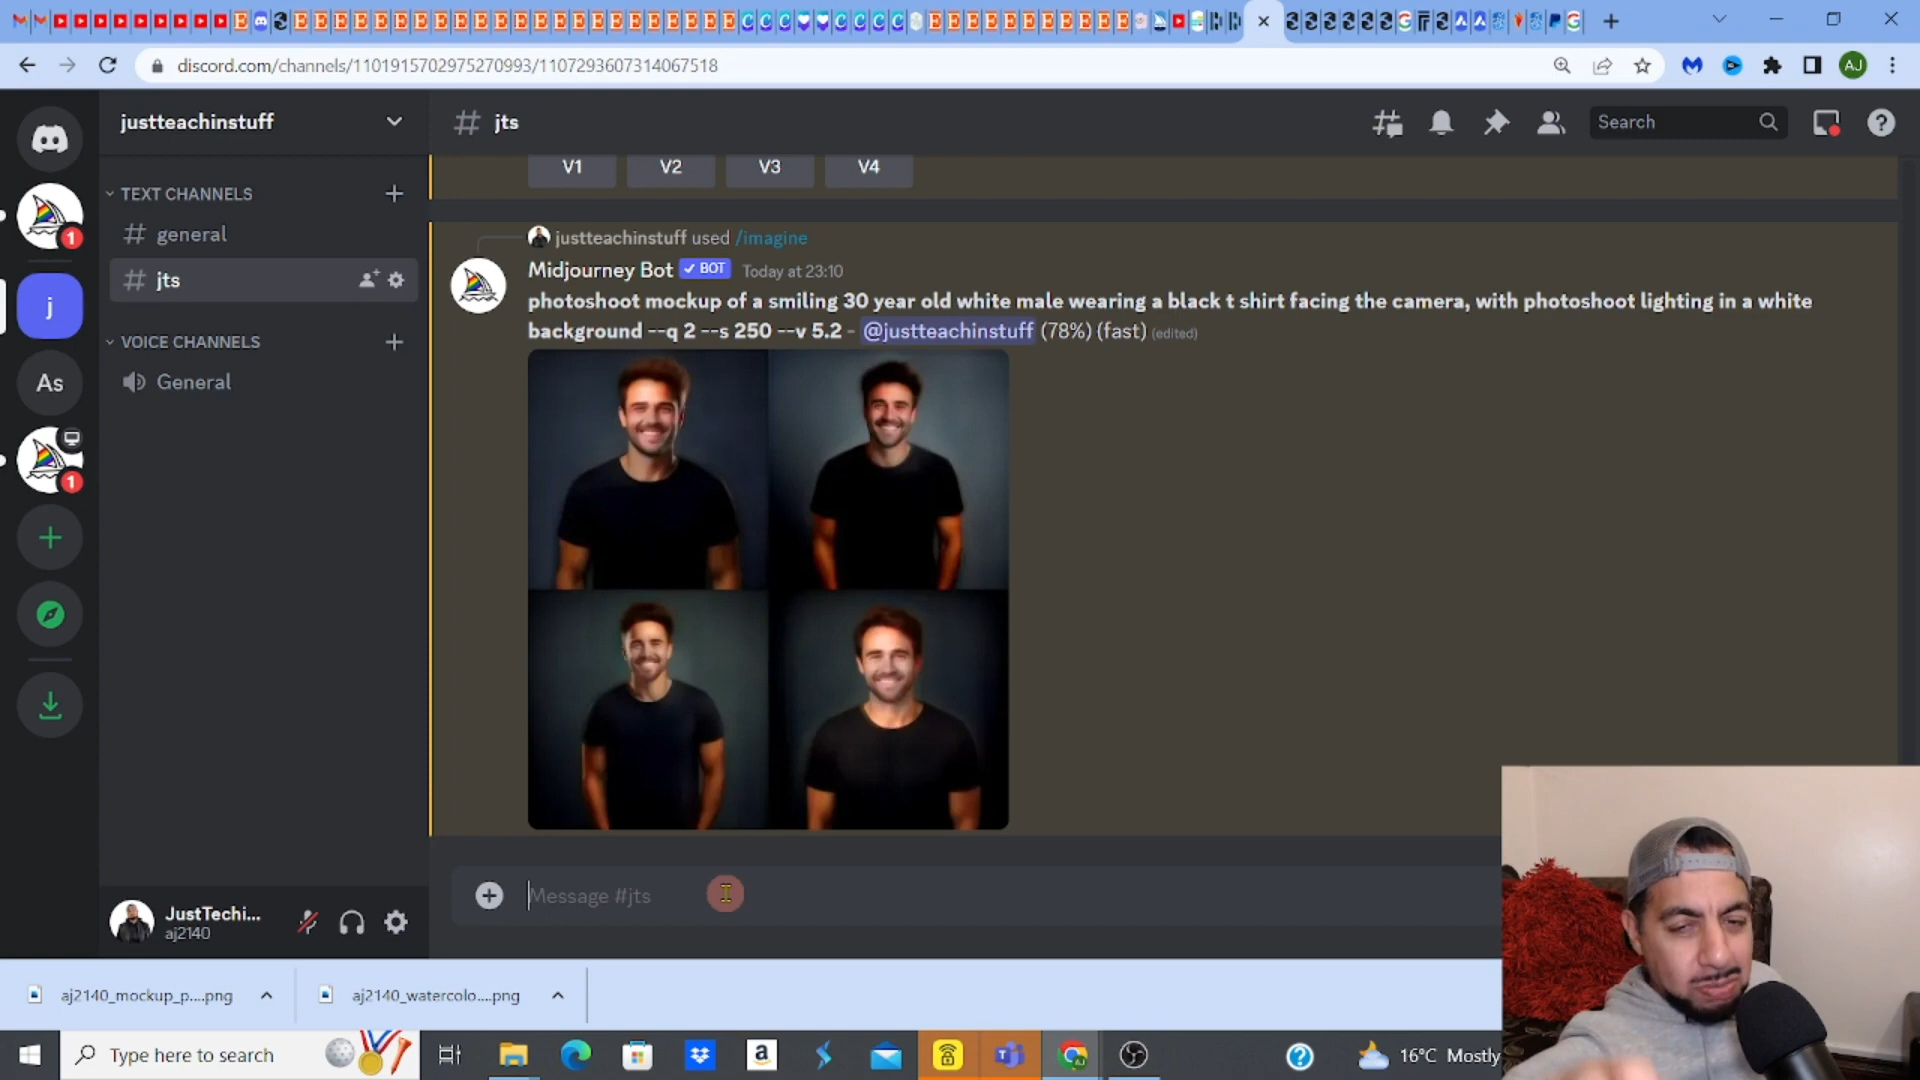 discord.com/channels/1101915702975270993/1107293607314067518
AJ
justteachinstuff
jts
Search
TEXT CHANNELS
general
jts
VOICE CHANNELS
General
1
j
As
1
V1 V2 V3 V4
justteachinstuff used /imagine
Midjourney Bot BOT Today at 23:10
photoshoot mockup of a smiling 30 year old white male wearing a black t shirt facing the camera, with photoshoot lighting in a white
background --q 2 --s 250 --v 5.2 - @justteachinstuff (78%) (fast) (edited)
Message #jts
JustTechi...
aj2140
aj2140_mockup_p....png
aj2140_watercolo....png
Type here to search
16°C Mostly